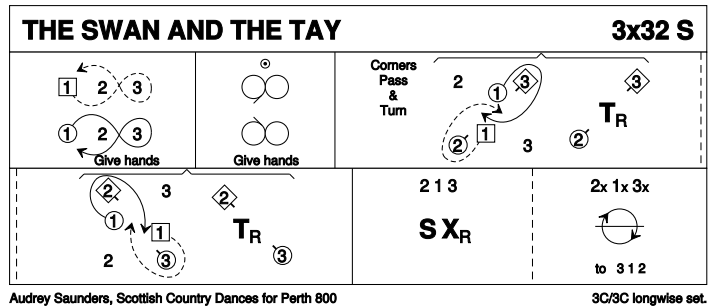 THE SWAN AND THE TAY 3x32 S
1 2 3
1 2 3
Give hands
Give hands
Corners
Pass
&
Turn
2 3 3
1 TR
1
2 3 2
2 3 2
1 1 TR
2 3 3
2 1 3
S XR
2x 1x 3x
to 3 1 2
Audrey Saunders, Scottish Country Dances for Perth 800 3C/3C longwise set.